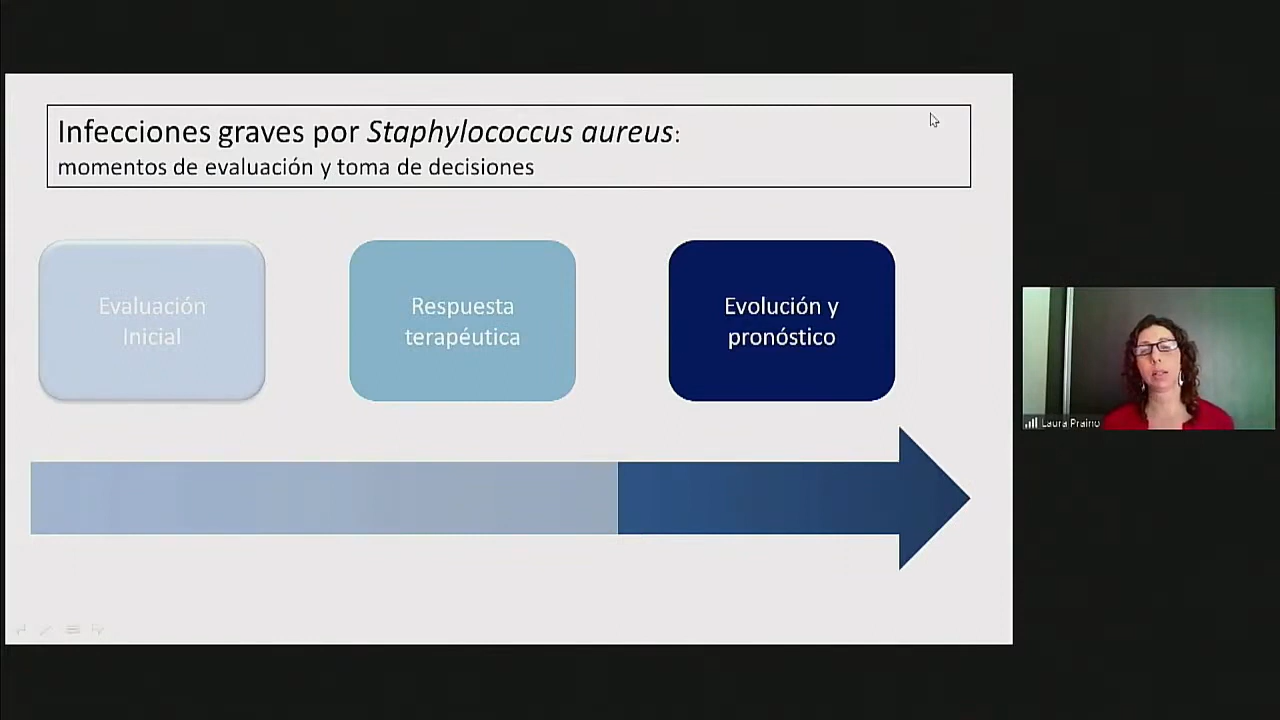 Infecciones graves por Staphylococcus aureus:
momentos de evaluación y toma de decisiones
Evaluación
Inicial
Respuesta
terapéutica
Evolución y
pronóstico
Laura Praino